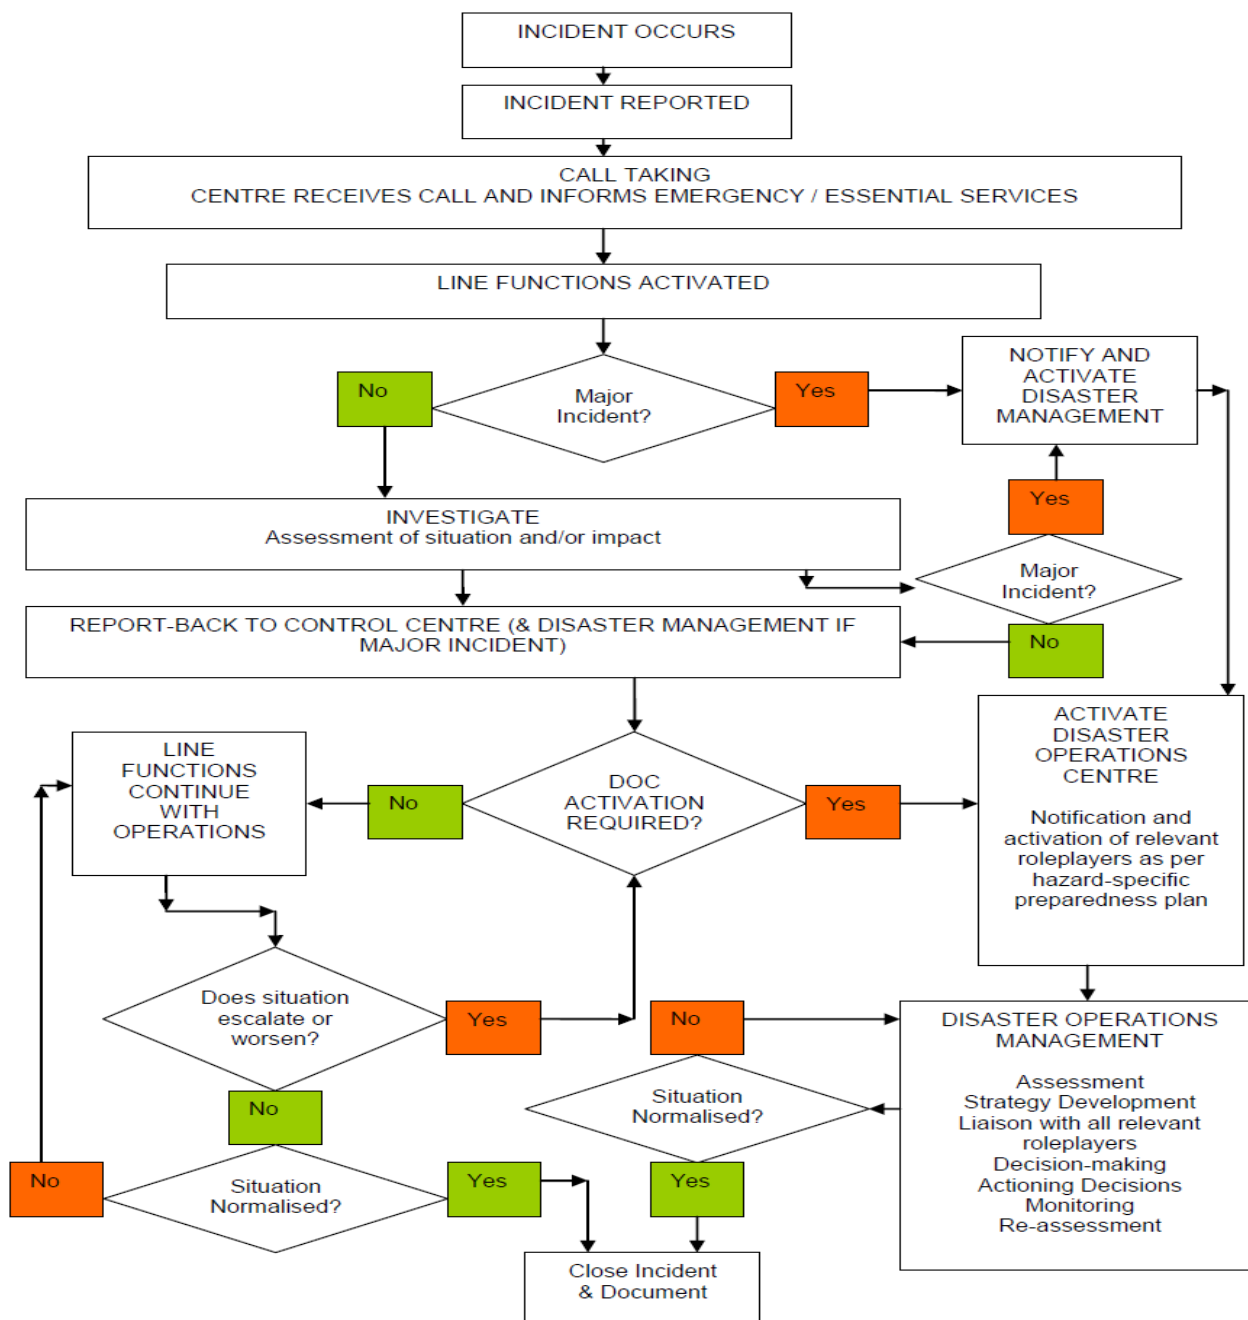 INCIDENT OCCURS
INCIDENT REPORTED
CALL TAKING
CENTRE RECEIVES CALL AND INFORMS EMERGENCY / ESSENTIAL SERVICES
LINE FUNCTIONS ACTIVATED
No
Major
Incident?
Yes
NOTIFY AND
ACTIVATE
DISASTER
MANAGEMENT
Yes
INVESTIGATE
Assessment of situation and/or impact
Major
Incident?
No
REPORT-BACK TO CONTROL CENTRE (& DISASTER MANAGEMENT IF
MAJOR INCIDENT)
LINE
FUNCTIONS
CONTINUE
WITH
OPERATIONS
No
DOC
ACTIVATION
REQUIRED?
Yes
ACTIVATE
DISASTER
OPERATIONS
CENTRE
Notification and
activation of relevant
roleplayers as per
hazard-specific
preparedness plan
Does situation
escalate or
worsen?
Yes
No
No
Situation
Normalised?
Yes
No
Situation
Normalised?
Yes
DISASTER OPERATIONS
MANAGEMENT
Assessment
Strategy Development
Liaison with all relevant
roleplayers
Decision-making
Actioning Decisions
Monitoring
Re-assessment
Close Incident
& Document